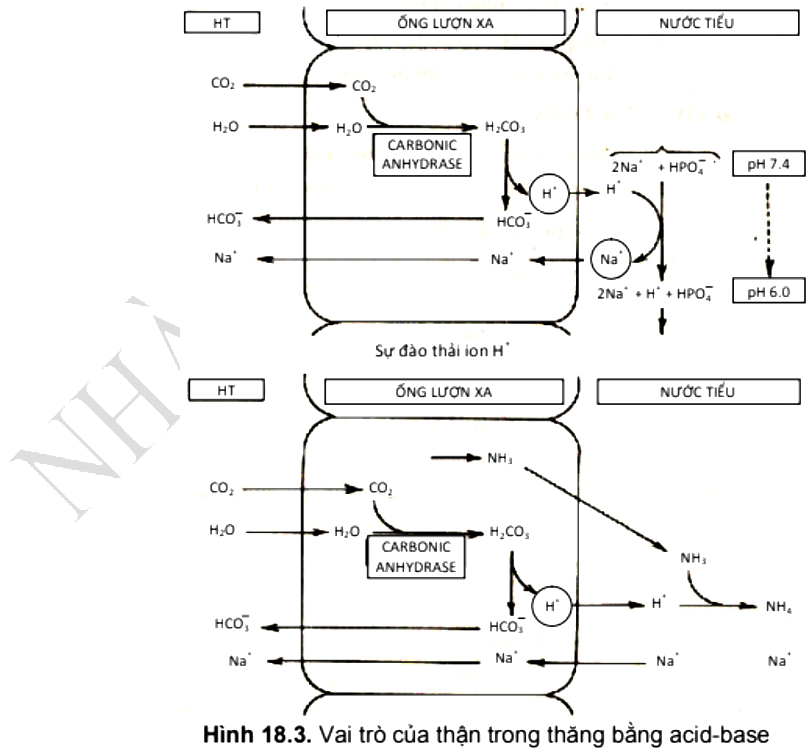 HT ỐNG LƯỢN XA NƯỚC TIỂU
CO₂ CO₂
H₂O H₂O H₂CO₃
CARBONIC
ANHYDRASE
2Na⁺ + HPO₄⁻ pH 7.4
H⁺ H⁺
HCO₃⁻ HCO₃⁻
Na⁺ Na⁺ Na⁺
2Na⁺ + H⁺ + HPO₄⁻ pH 6.0
Sự đào thải ion H⁺
HT ỐNG LƯỢN XA NƯỚC TIỂU
NH₃
CO₂ CO₂
H₂O H₂O H₂CO₃
CARBONIC
ANHYDRASE
NH₃
H⁺ H⁺ NH₄
HCO₃⁻ HCO₃⁻
Na⁺ Na⁺ Na⁺ Na⁺
NHÀ
Hình 18.3. Vai trò của thận trong thăng bằng acid-base